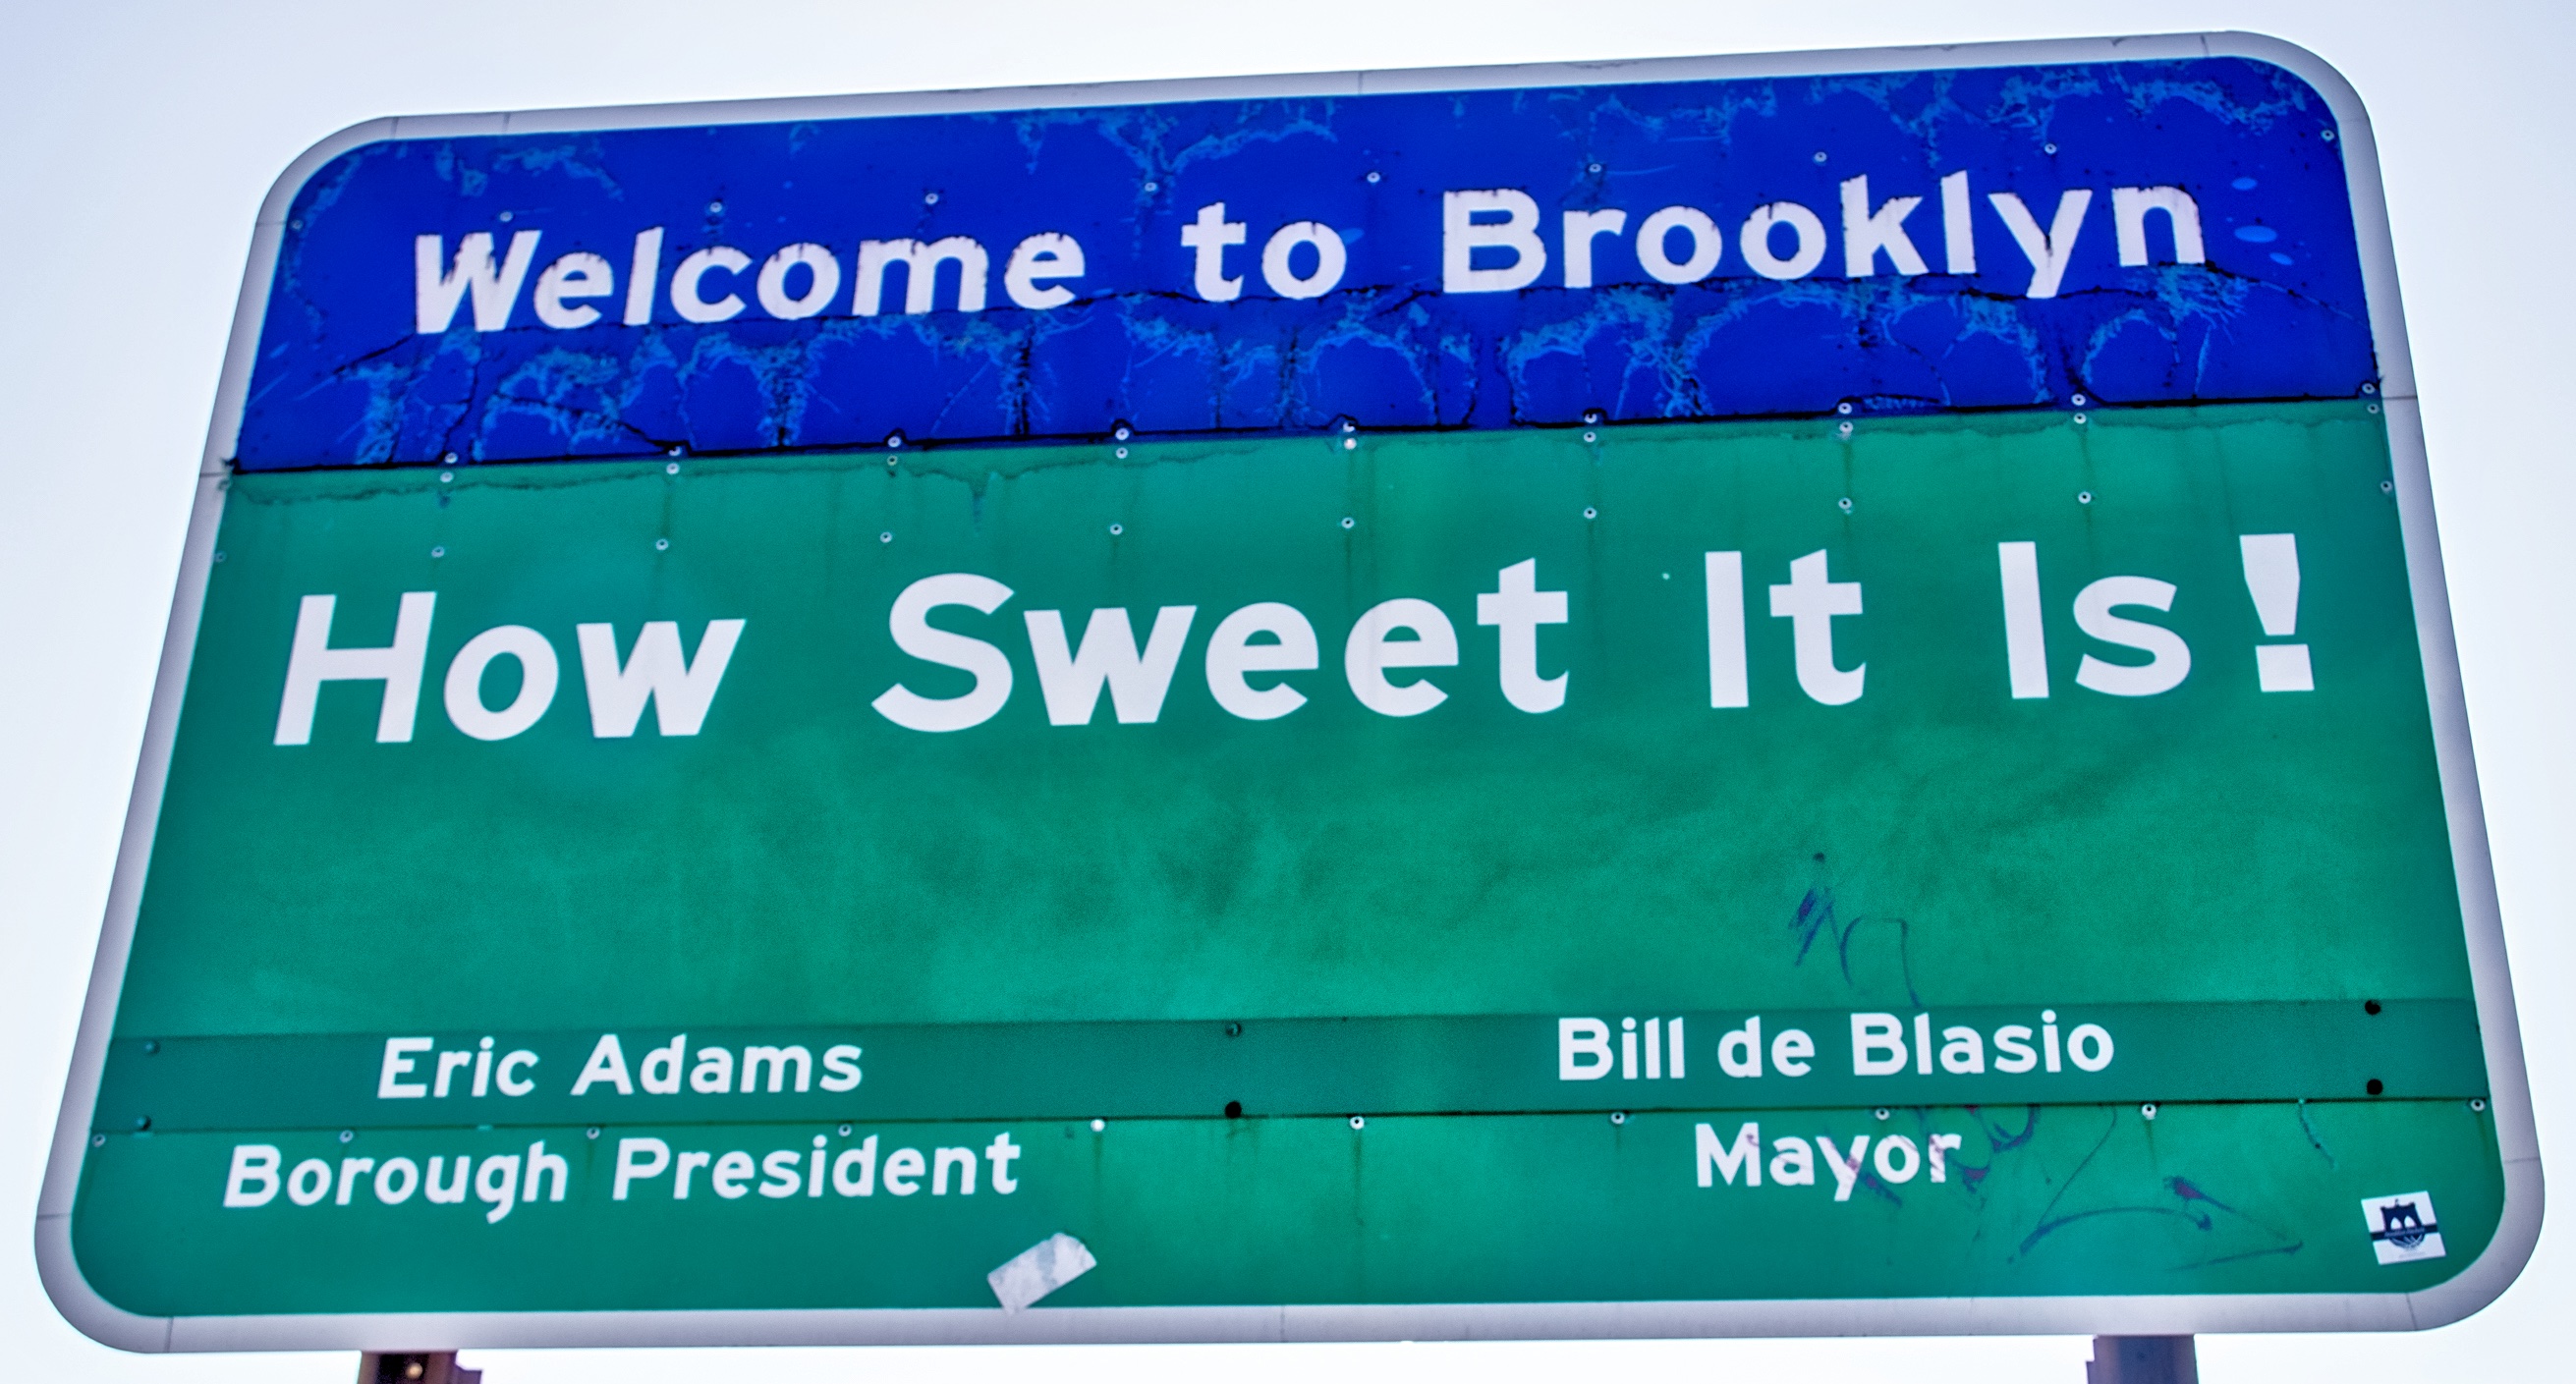 Welcome to Brooklyn
How Sweet It Is!
Eric Adams
Borough President
Bill de Blasio
Mayor